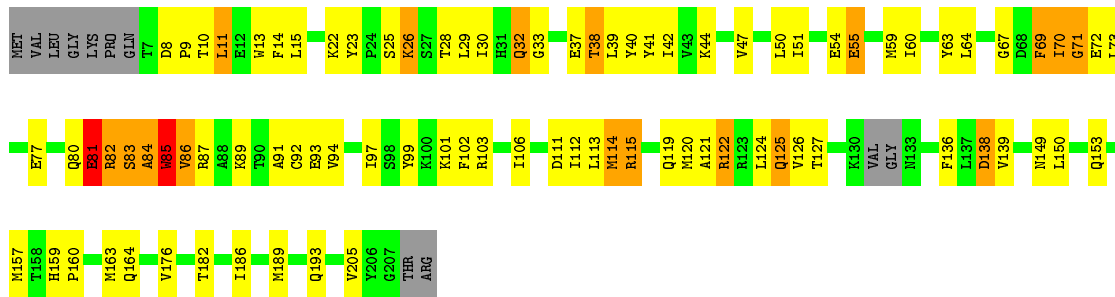 MET VAL LEU GLY LYS PRO GLN T7 D8 P9 T10 L11 E12 W13 F14 L15 K22 Y23 P24 S25 K26 S27 T28 L29 I30 H31 Q32 G33 E37 T38 L39 Y40 Y41 I42 V43 K44 V47 L50 I51 E54 E55 M59 I60 Y63 L64 G67 D68 F69 I70 G71 E72 L73
E77 Q80 E81 R82 S83 A84 W85 V86 R87 A88 K89 T90 A91 C92 E93 V94 I97 S98 Y99 K100 K101 F102 R103 I106 D111 I112 L113 M114 R115 Q119 M120 A121 R122 R123 L124 Q125 V126 T127 K130 VAL GLY N133 F136 L137 D138 V139 N149 L150 Q153
M157 T158 H159 P160 M163 Q164 V176 T182 I186 M189 Q193 V205 Y206 G207 THR ARG